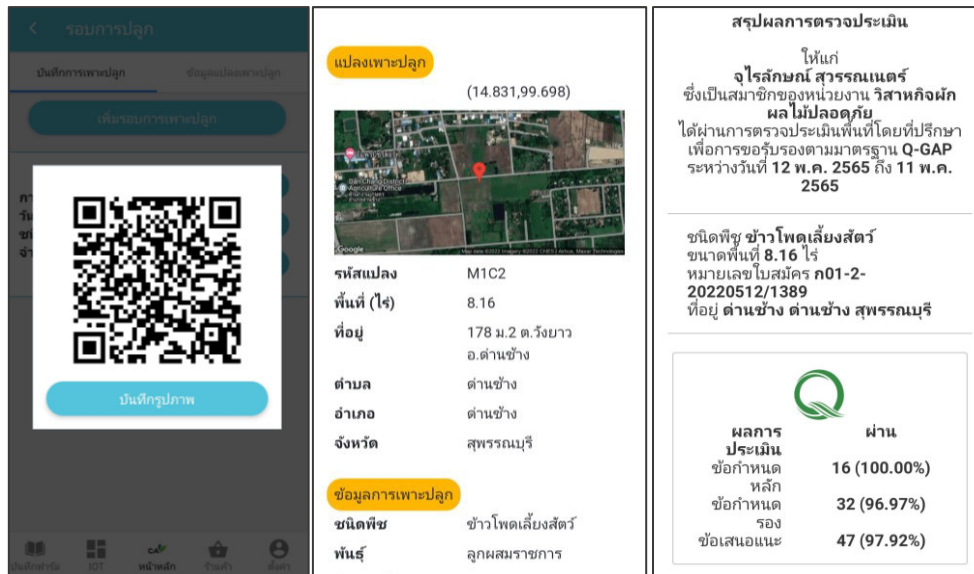 รอบการปลูก
บันทึกการเพาะปลูก
ข้อมูลแปลงเพาะปลูก
เพิ่มรอบการเพาะปลูก
บันทึกรูปภาพ
บันทึกฟาร์ม
IOT
หน้าหลัก
ร้านค้า
ตั้งค่า
แปลงเพาะปลูก
(14.831,99.698)
Dan Chang District
Agriculture Office
Google
รหัสแปลง M1C2
พื้นที่ (ไร่) 8.16
ที่อยู่ 178 ม.2 ต.วังยาว
อ.ด่านช้าง
ตำบล ด่านช้าง
อำเภอ ด่านช้าง
จังหวัด สุพรรณบุรี
ข้อมูลการเพาะปลูก
ชนิดพืช ข้าวโพดเลี้ยงสัตว์
พันธุ์ ลูกผสมราชการ
สรุปผลการตรวจประเมิน
ให้แก่
จุไรลักษณ์ สุวรรณเนตร์
ซึ่งเป็นสมาชิกของหน่วยงาน วิสาหกิจผัก
ผลไม้ปลอดภัย
ได้ผ่านการตรวจประเมินพื้นที่โดยที่ปรึกษา
เพื่อการขอรับรองตามมาตรฐาน Q-GAP
ระหว่างวันที่ 12 พ.ค. 2565 ถึง 11 พ.ค.
2565
ชนิดพืช ข้าวโพดเลี้ยงสัตว์
ขนาดพื้นที่ 8.16 ไร่
หมายเลขใบสมัคร ก01-2-
20220512/1389
ที่อยู่ ด่านช้าง ด่านช้าง สุพรรณบุรี
Q
ผลการ ผ่าน
ประเมิน
ข้อกำหนด 16 (100.00%)
หลัก
ข้อกำหนด 32 (96.97%)
รอง
ข้อเสนอแนะ 47 (97.92%)